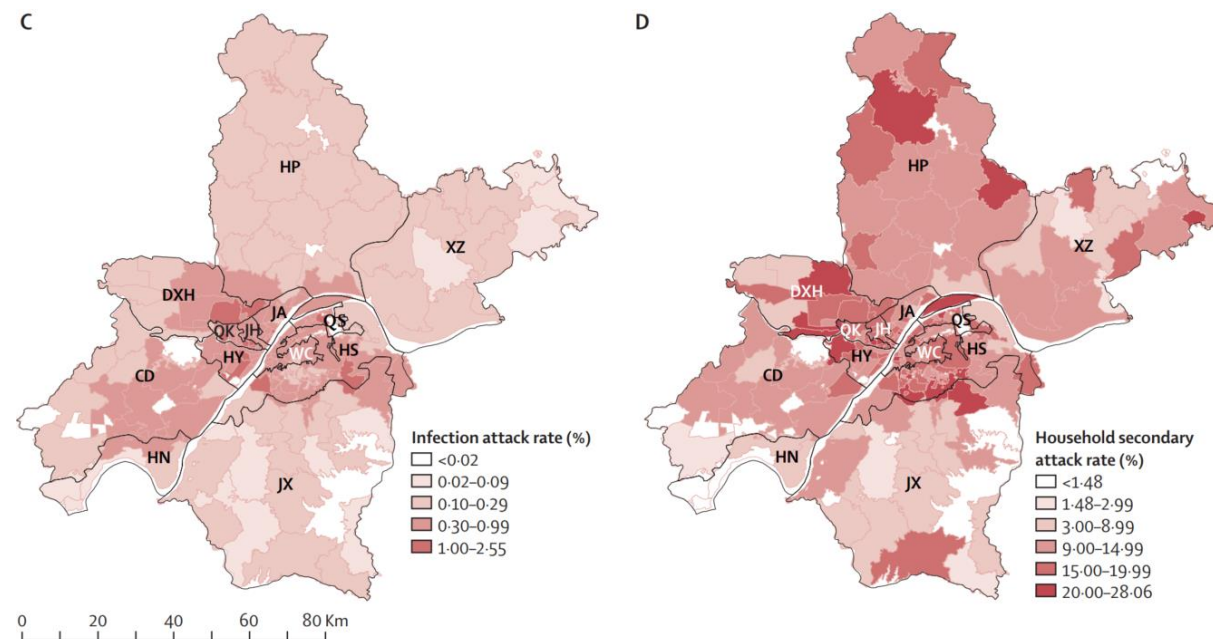 C
HP
XZ
DXH
JA
QK
JH
QS
HY
WC
HS
CD
HN
JX
Infection attack rate (%)
<0·02
0·02–0·09
0·10–0·29
0·30–0·99
1·00–2·55
0 20 40 60 80 Km
D
HP
XZ
DXH
JA
QK
JH
QS
HY
WC
HS
CD
HN
JX
Household secondary
attack rate (%)
<1·48
1·48–2·99
3·00–8·99
9·00–14·99
15·00–19·99
20·00–28·06